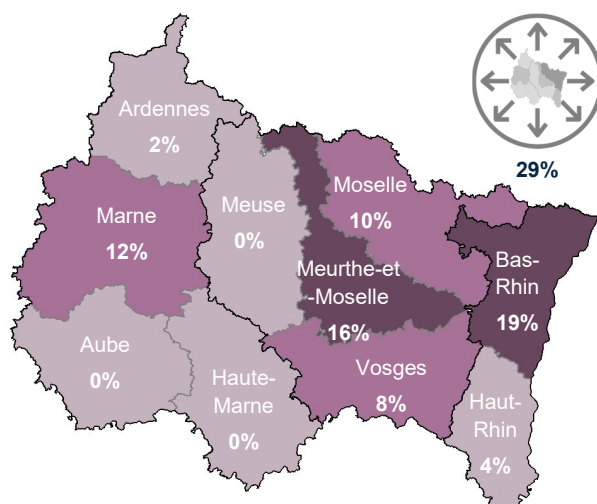 Ardennes
2%
29%
Marne
12%
Meuse
0%
Moselle
10%
Meurthe-et
-Moselle
16%
Bas-
Rhin
19%
Aube
0%
Haute-
Marne
0%
Vosges
8%
Haut-
Rhin
4%